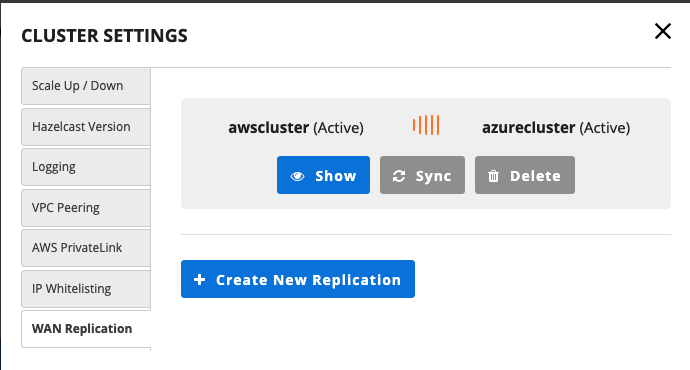 CLUSTER SETTINGS
Scale Up / Down
Hazelcast Version
Logging
VPC Peering
AWS PrivateLink
IP Whitelisting
WAN Replication
awscluster (Active) azurecluster (Active)
Show Sync Delete
+ Create New Replication